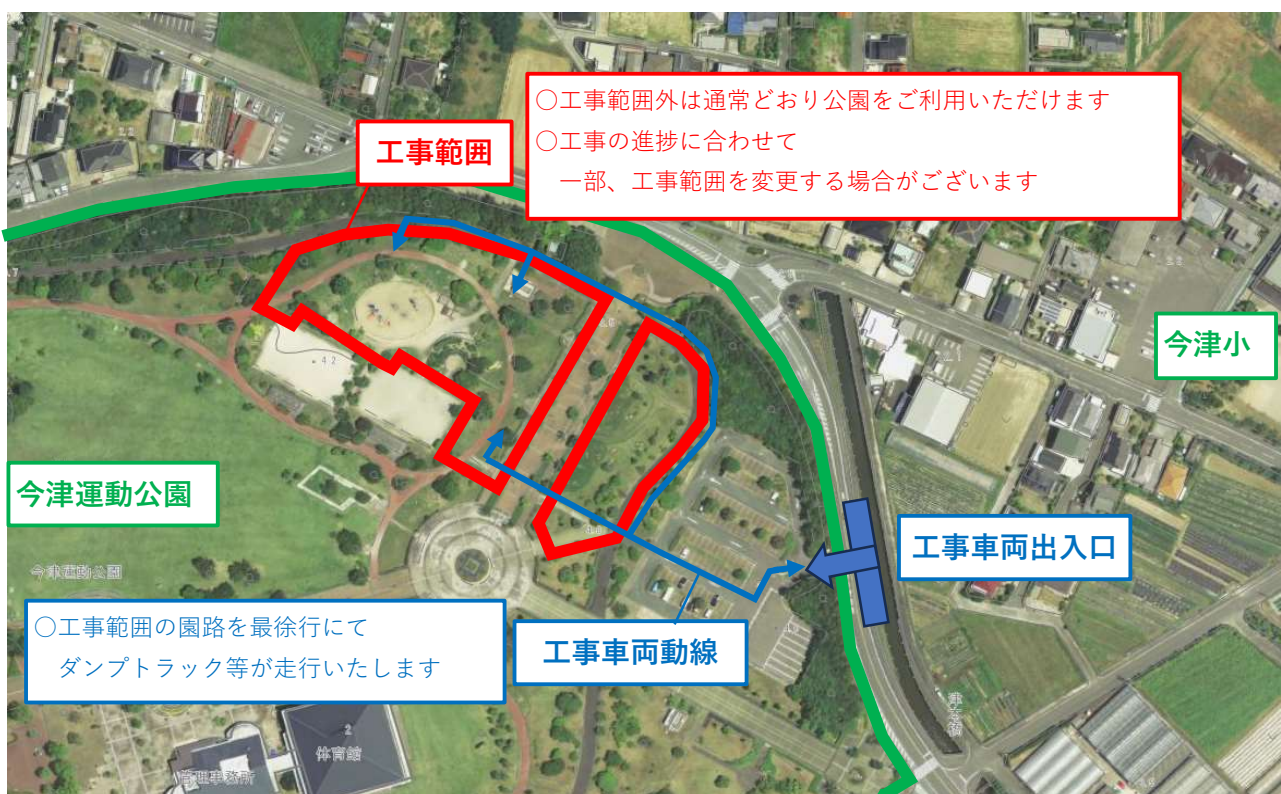 ○工事範囲外は通常どおり公園をご利用いただけます
○工事の進捗に合わせて
一部、工事範囲を変更する場合がございます
工事範囲
今津小
今津運動公園
工事車両出入口
今津運動公園
○工事範囲の園路を最徐行にて
ダンプトラック等が走行いたします
工事車両動線
2
体育館
管理事務所